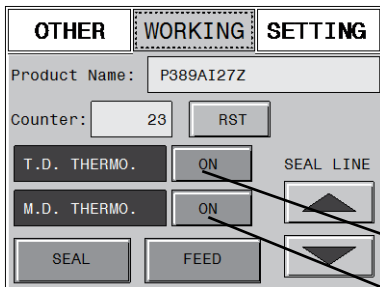 OTHER WORKING SETTING
Product Name: P389AI27Z
Counter: 23 RST
T.D. THERMO. ON SEAL LINE
M.D. THERMO. ON
SEAL FEED